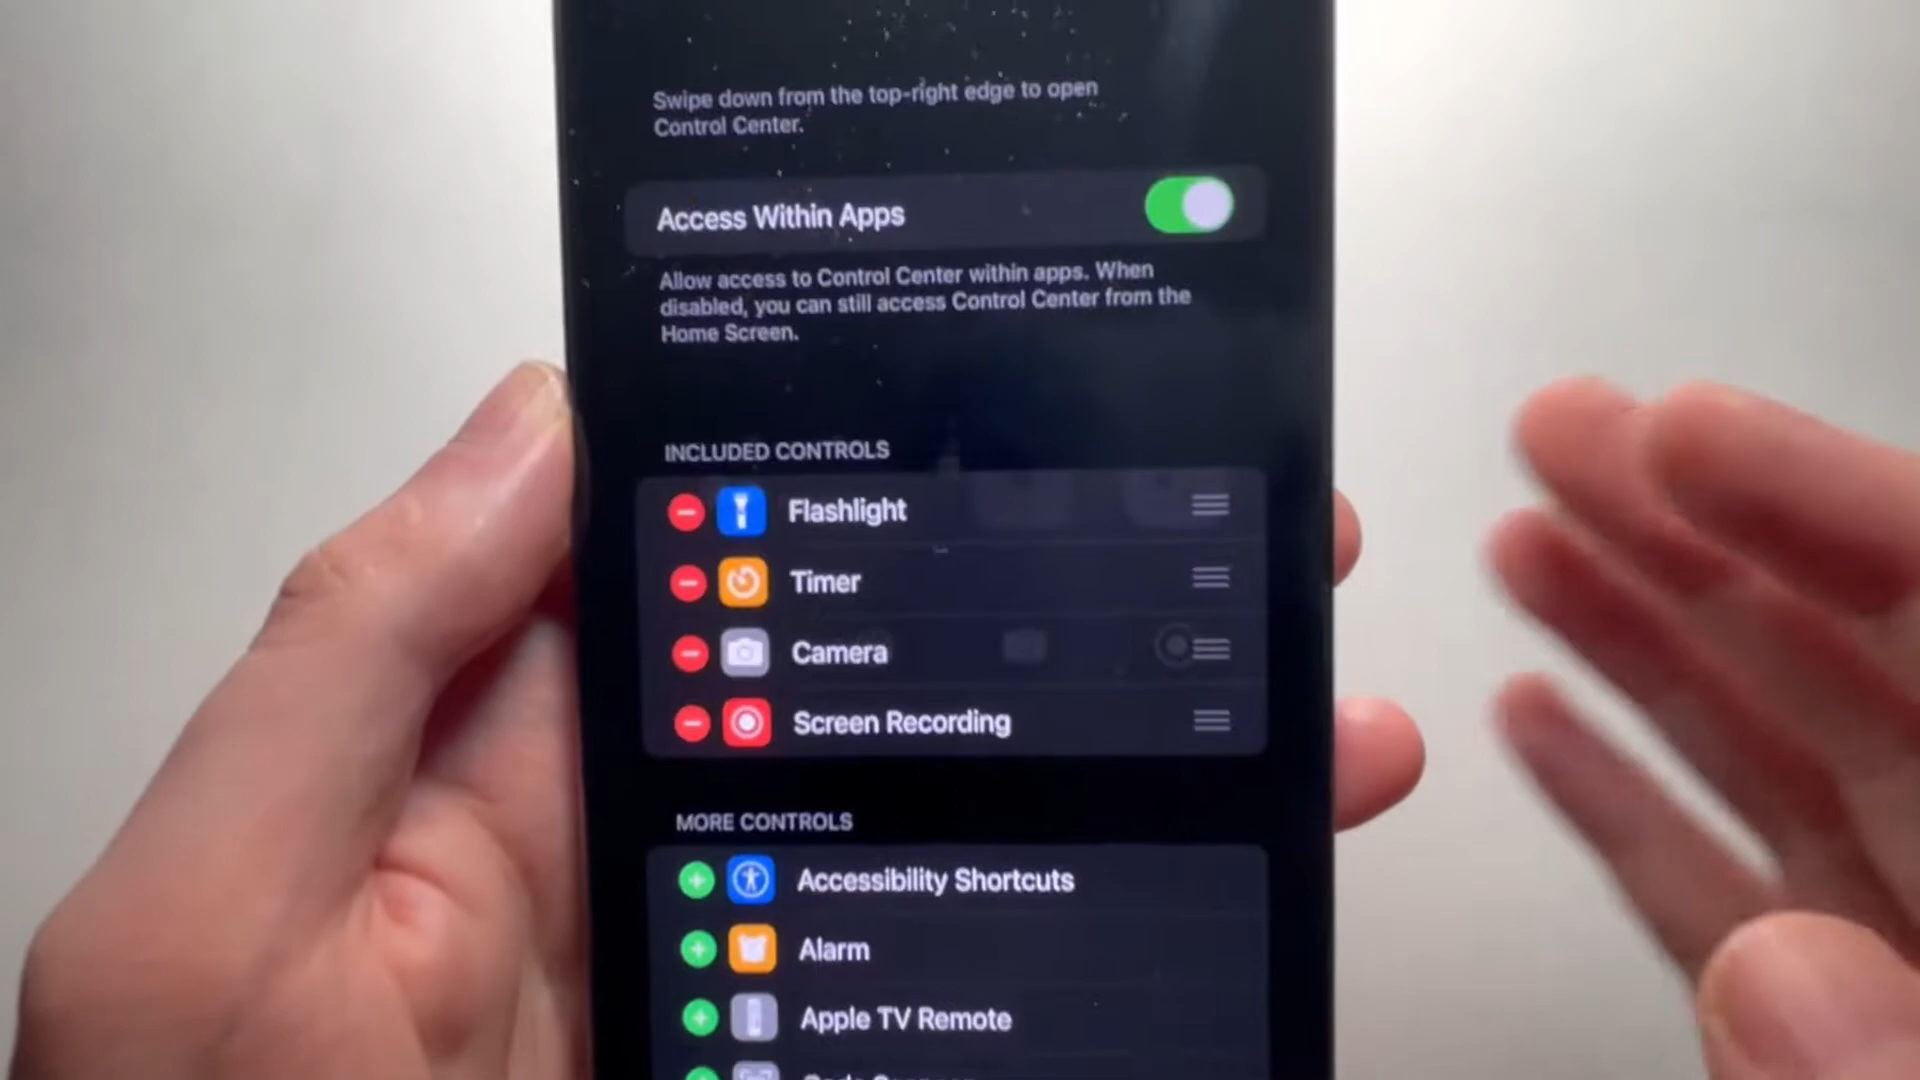 Swipe down from the top-right edge to open
Control Center.
Access Within Apps
Allow access to Control Center within apps. When
disabled, you can still access Control Center from the
Home Screen.
INCLUDED CONTROLS
Flashlight
Timer
Camera
Screen Recording
MORE CONTROLS
Accessibility Shortcuts
Alarm
Apple TV Remote